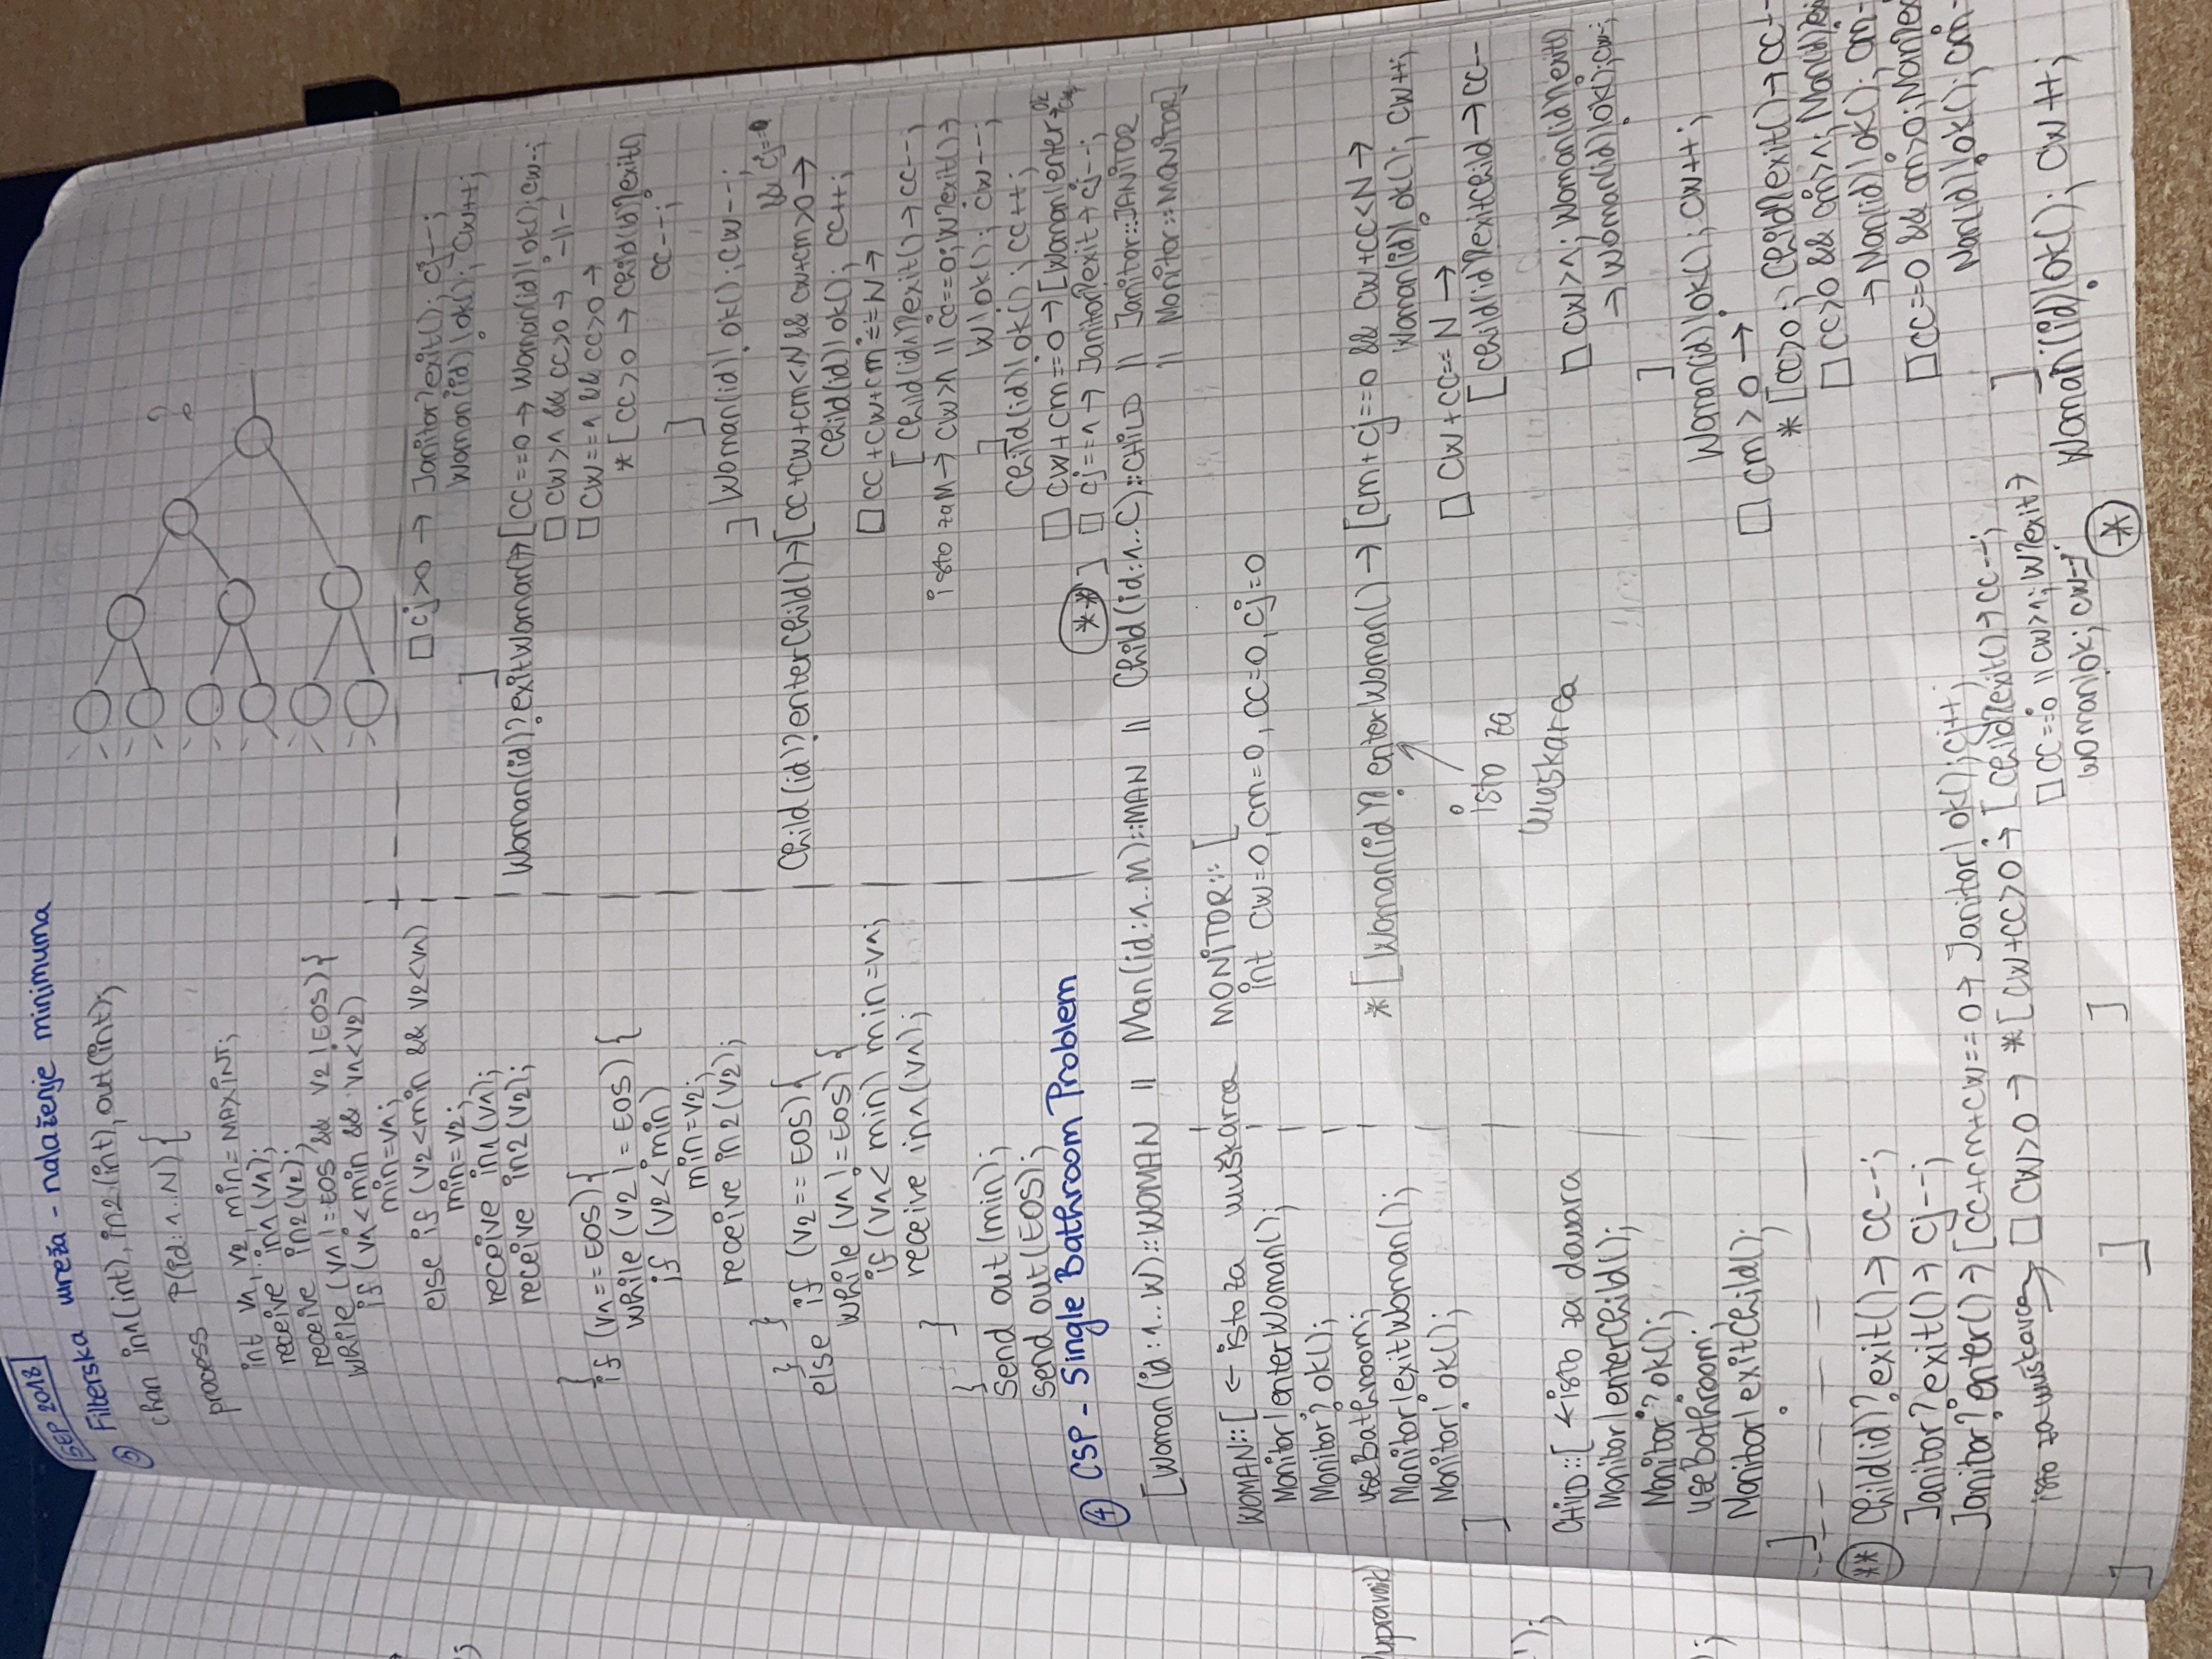 SEP 2018
⑤ Filterska mreža - nalaženje minimuma
chan in1(int), in2(int), out(int);
process P(id:1..N){
int v1, v2, min=MAXINT;
receive in1(v1);
receive in2(v2);
while (v1!=EOS && v2!EOS){
if (v1<min && v1<v2)
min=v1;
else if (v2<min && v2<v1)
min=v2;
receive in1(v1);
receive in2(v2);
}
if (v1==EOS){
while (v2!=EOS){
if (v2<min)
min=v2;
receive in2(v2);
}
}
else if (v2==EOS){
while (v1!=EOS){
if (v1<min) min=v1;
receive in1(v1);
}
}
send out(min);
send out(EOS);
?
□ cj>0 → Janitor?exit(); cj--;
Woman(id)!ok(); cw++;
]
Woman(id)?exitWoman()→[cc==0→Woman(id)!ok();cw--;
□ cw>1 && cc>0 → -||-
□ cw==1 && cc>0 →
*[cc>0 → Child(id)?exit()
cc--;
]
] Woman(id)!ok();cw--;
&& cj==0
Child(id)?enterChild()→[cc+cw+cm<N && cw+cm>0→
Child(id)!ok(); cc++;
□ cc+cw+cm==N→
[Child(id1)?exit()→cc--;
isto za M→ cw>1 || cc==0;W?exit()→
] W!ok(); cw--;
Child(id)!ok(); cc++;
□ cw+cm==0→[Woman?enter→ok
** ] □ cj==1→ Janitor?exit→cj--;
④ CSP - Single Bathroom Problem
[Woman(id:1..W)::WOMAN || Man(id:1..M)::MAN || Child(id:1..C)::CHILD || Janitor::JANITOR
|| Monitor::MONITOR]
WOMAN::[ ← isto za muškarca
Monitor!enterWoman();
Monitor?ok();
useBathroom;
Monitor!exitWoman();
Monitor!ok();
]
CHILD::[ ←isto za domara
Monitor!enterChild();
Monitor?ok();
useBathroom;
Monitor!exitChild();
]
MONITOR::[
int cw=0,cm=0,cc=0,cj=0
*[Woman(id)?enterWoman()→[cm+cj==0 && cw+cc<N→
Woman(id)!ok(); cw++;
isto za
muškarca
□ cw+cc==N →
[Child(id)?exitChild→cc--
□ cw>1; Woman(id)?exit()
→Woman(id)!ok();cw--;
]
Woman(id)!ok(); cw++;
□ cm>0 →
*[cc>0; Child?exit()→cc--
□ cc>0 && cm>1; Man(id)?ex
→Man(id)!ok(); cm-
□ cc==0 && cm>0;Man?ex
Man(id)!ok(); cm-
]
Woman(id)!ok(); cw++;
*
** Child(id)?exit()→ cc--;
Janitor?exit()→ cj--;
Janitor?enter()→[cc+cm+cw==0→ Janitor!ok();cj++;
isto za muškarca → □ cw>0 → *[cw+cc>0 → [Child?exit()→cc--;
□ cc==0 || cw>1; W?exit→
woman!ok; cw--]
]
]
]
upravnik)